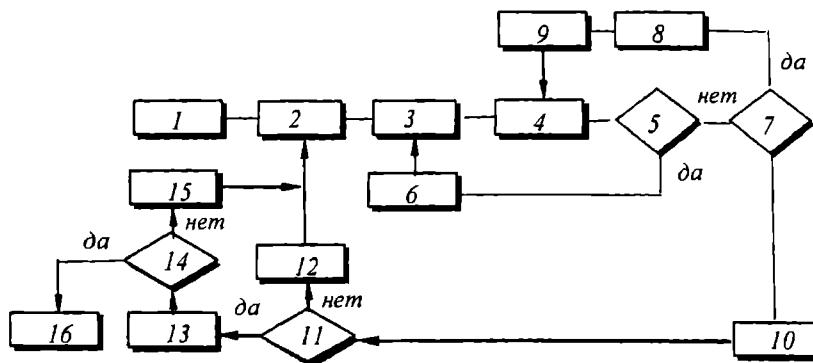 9 8
да
1 2 3 4 5 нет 7
15 6 да
да 14 нет 12
16 13 да 11 нет 10